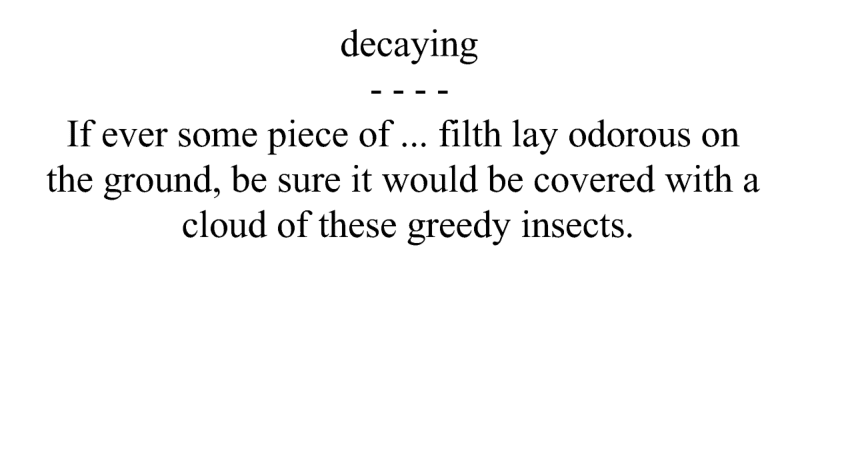 decaying
- - - -
If ever some piece of ... filth lay odorous on
the ground, be sure it would be covered with a
cloud of these greedy insects.